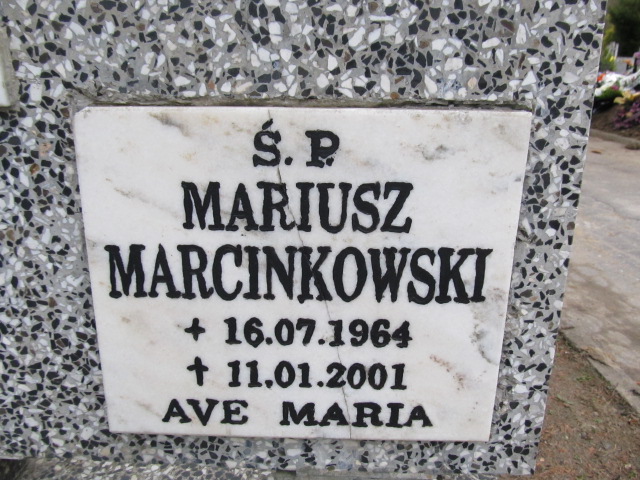 Ś.P.
MARIUSZ
MARCINKOWSKI
+ 16.07.1964
✝ 11.01.2001
AVE MARIA